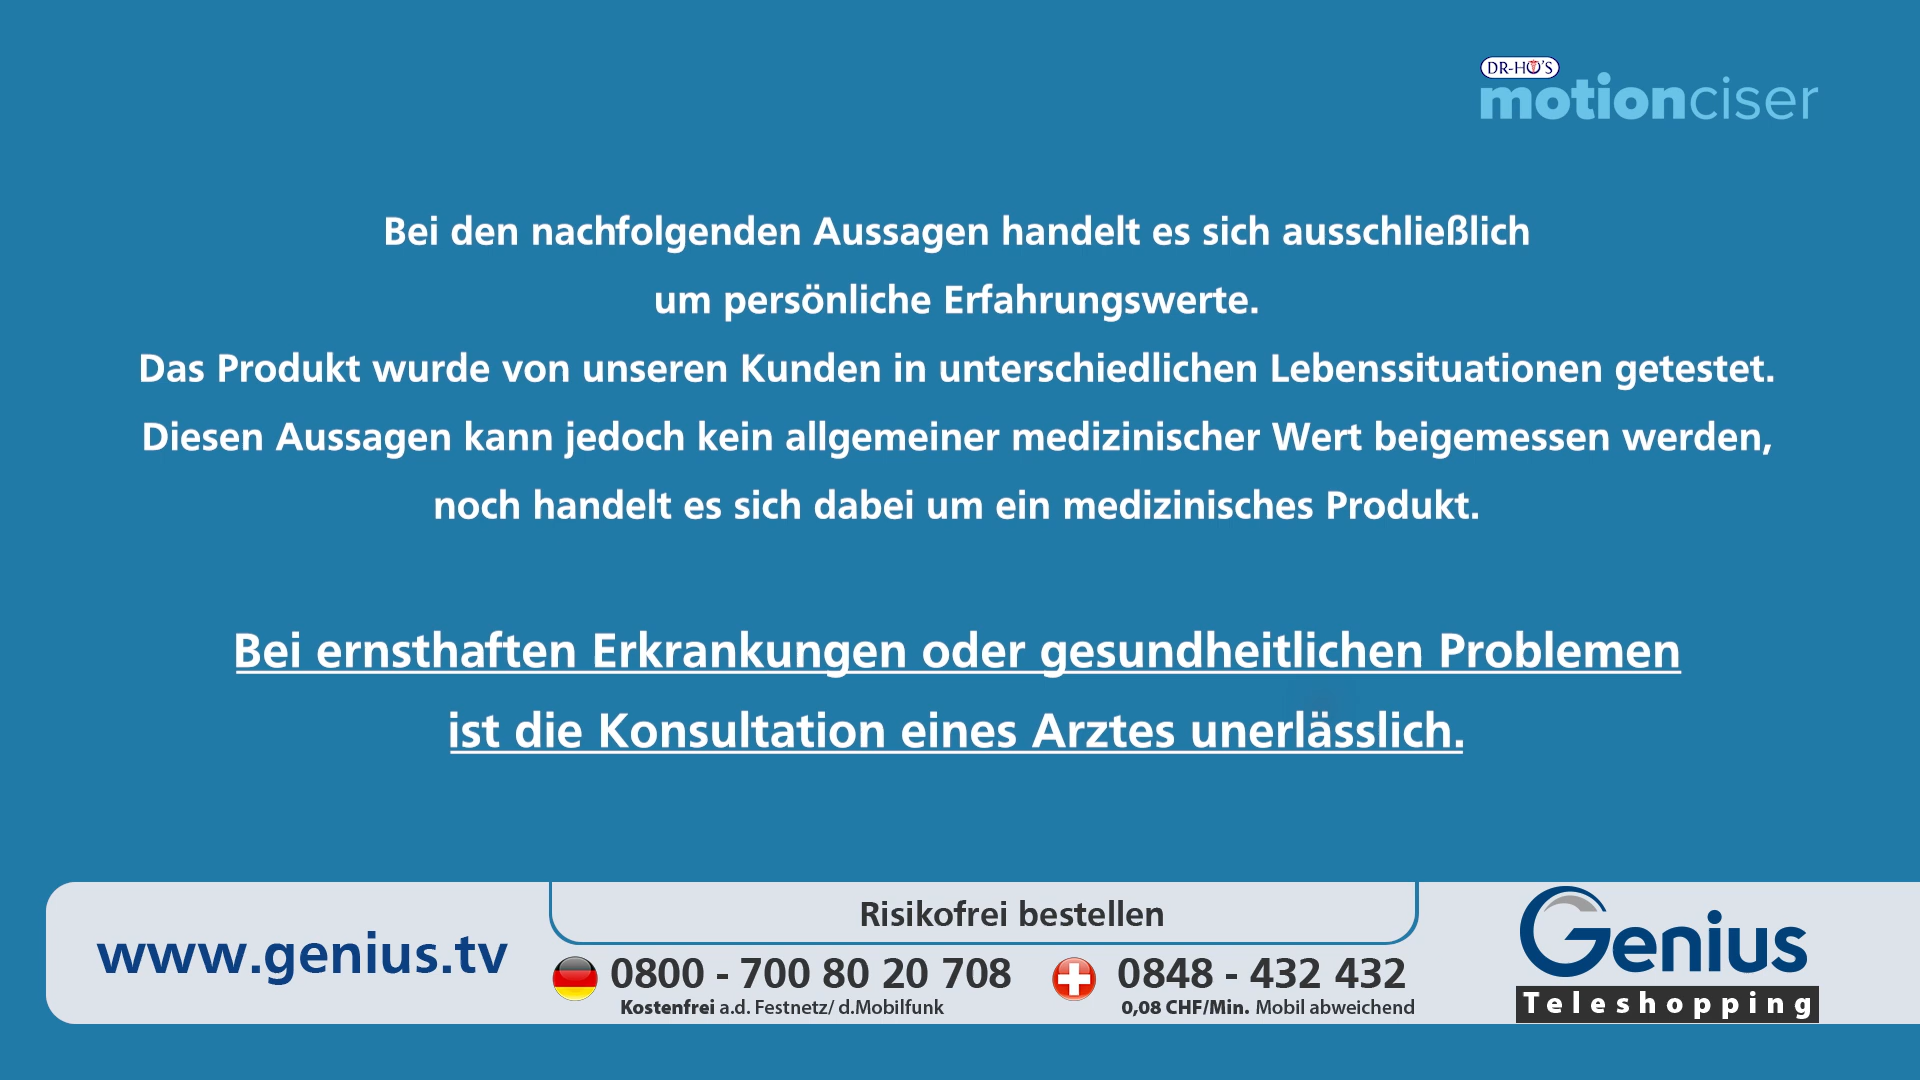 DR-HO'S
motionciser
Bei den nachfolgenden Aussagen handelt es sich ausschließlich
um persönliche Erfahrungswerte.
Das Produkt wurde von unseren Kunden in unterschiedlichen Lebenssituationen getestet.
Diesen Aussagen kann jedoch kein allgemeiner medizinischer Wert beigemessen werden,
noch handelt es sich dabei um ein medizinisches Produkt.
Bei ernsthaften Erkrankungen oder gesundheitlichen Problemen
ist die Konsultation eines Arztes unerlässlich.
www.genius.tv
Risikofrei bestellen
0800 - 700 80 20 708
Kostenfrei a.d. Festnetz/ d.Mobilfunk
0848 - 432 432
0,08 CHF/Min. Mobil abweichend
Genius
Teleshopping